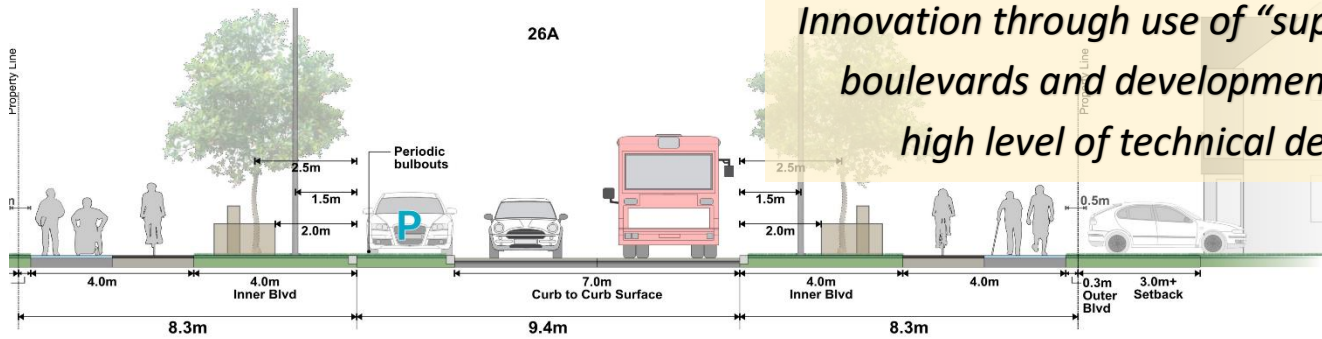 26A
Innovation through use of “sup
boulevards and developmen
high level of technical de
Property Line
Property Line
Periodic
bulbouts
2.5m
1.5m
2.0m
P
2.5m
1.5m
2.0m
0.5m
4.0m
4.0m
Inner Blvd
7.0m
Curb to Curb Surface
4.0m
Inner Blvd
4.0m
0.3m
Outer
Blvd
3.0m+
Setback
8.3m
9.4m
8.3m